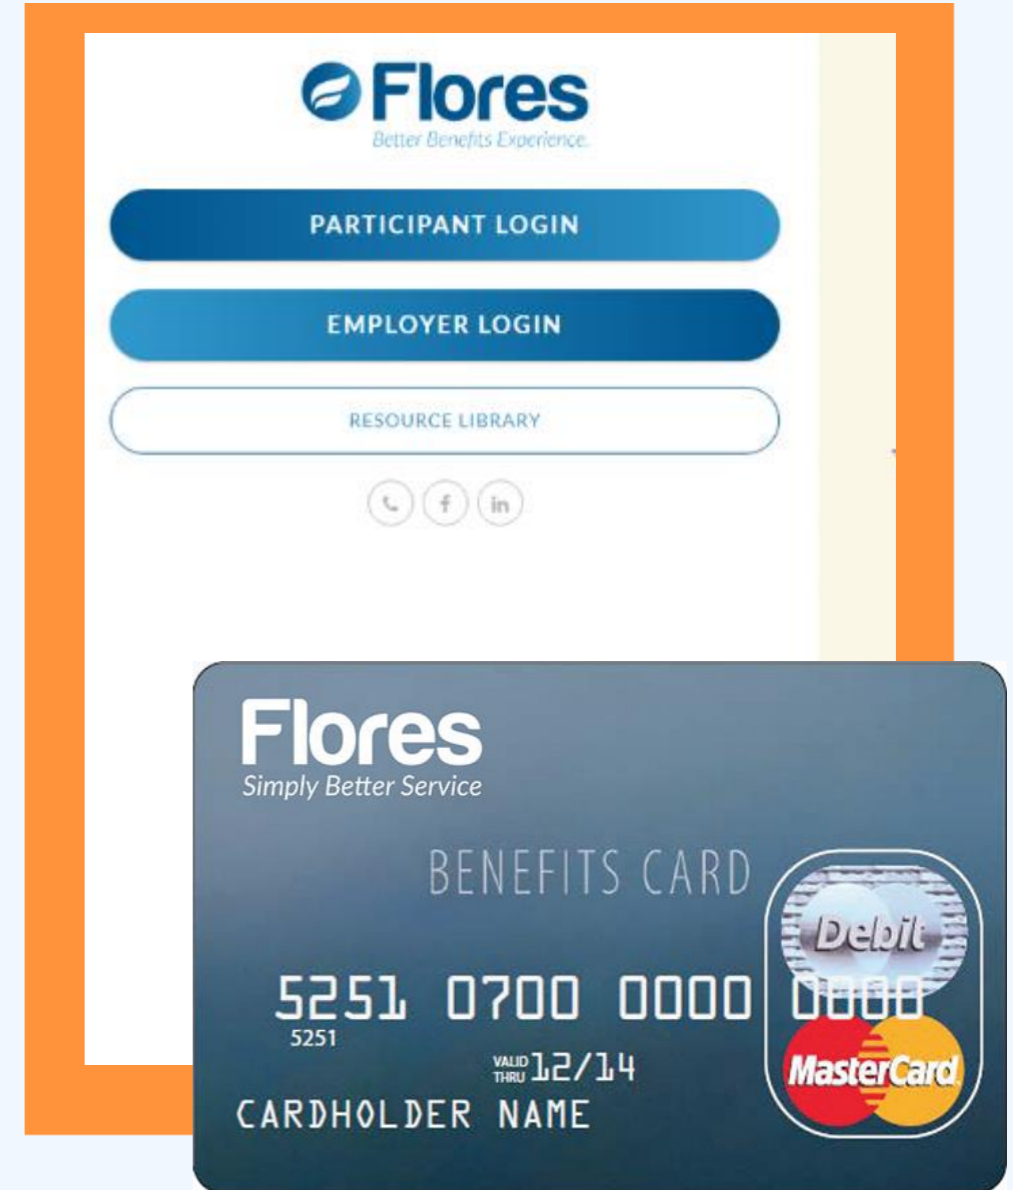 Flores
Better Benefits Experience.
PARTICIPANT LOGIN
EMPLOYER LOGIN
RESOURCE LIBRARY
f in
Flores
Simply Better Service
BENEFITS CARD
Debit
5251 0700 0000 0000
5251
VALID THRU 12/14
MasterCard
CARDHOLDER NAME